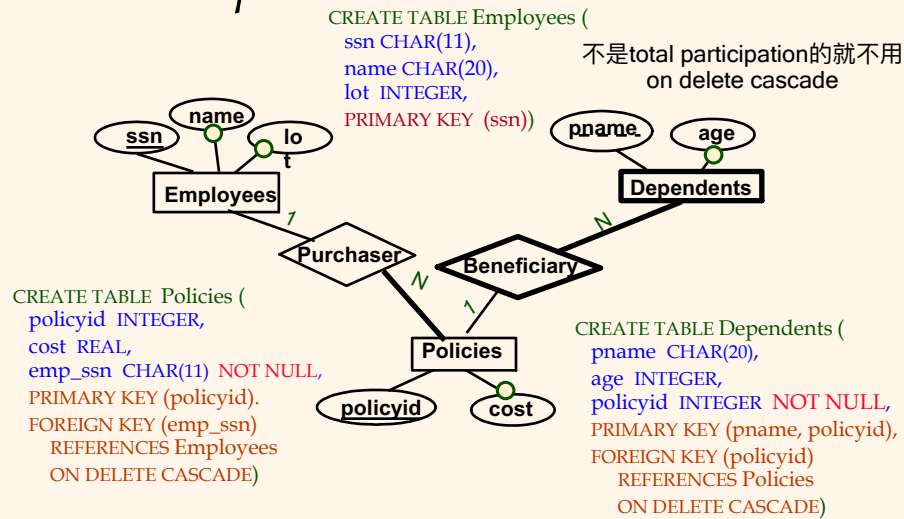 CREATE TABLE Employees (
ssn CHAR(11),
name CHAR(20),
lot INTEGER,
PRIMARY KEY (ssn))
不是total participation的就不用
on delete cascade
ssn
name
lo
t
Employees
pname
age
Dependents
1
Purchaser
N
N
Beneficiary
1
CREATE TABLE Policies (
policyid INTEGER,
cost REAL,
emp_ssn CHAR(11) NOT NULL,
PRIMARY KEY (policyid).
FOREIGN KEY (emp_ssn)
REFERENCES Employees
ON DELETE CASCADE)
Policies
policyid
cost
CREATE TABLE Dependents (
pname CHAR(20),
age INTEGER,
policyid INTEGER NOT NULL,
PRIMARY KEY (pname, policyid),
FOREIGN KEY (policyid)
REFERENCES Policies
ON DELETE CASCADE)